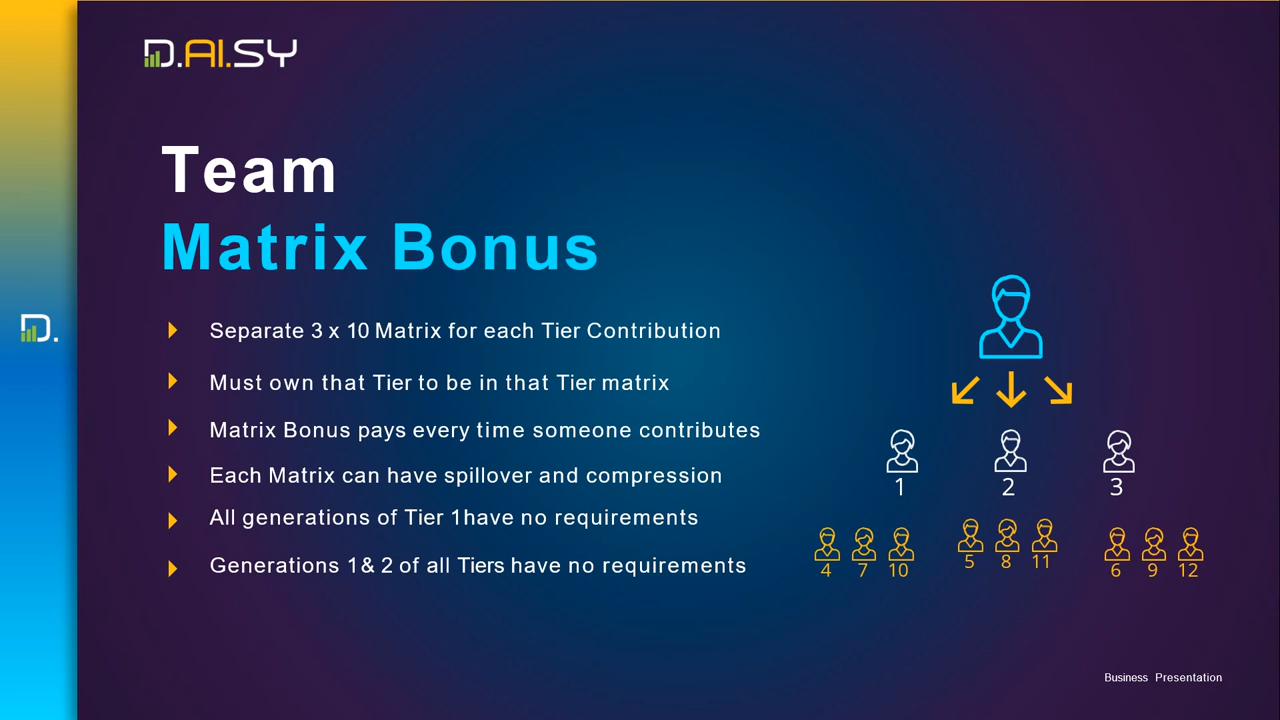 D.AI.SY
Team
Matrix Bonus
Separate 3 x 10 Matrix for each Tier Contribution
Must own that Tier to be in that Tier matrix
Matrix Bonus pays every time someone contributes
Each Matrix can have spillover and compression
All generations of Tier 1have no requirements
Generations 1& 2 of all Tiers have no requirements
D.
1 2 3
4 7 10 5 8 11 6 9 12
Business Presentation